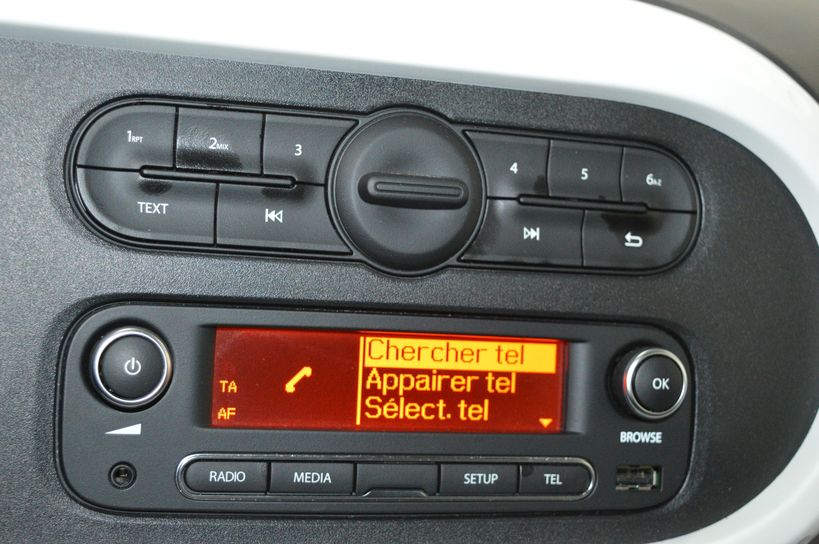 1RPT 2MIX 3 4 5 6A.Z
TEXT
Chercher tel
TA Appairer tel OK
AF Sélect. tel
BROWSE
RADIO MEDIA SETUP TEL